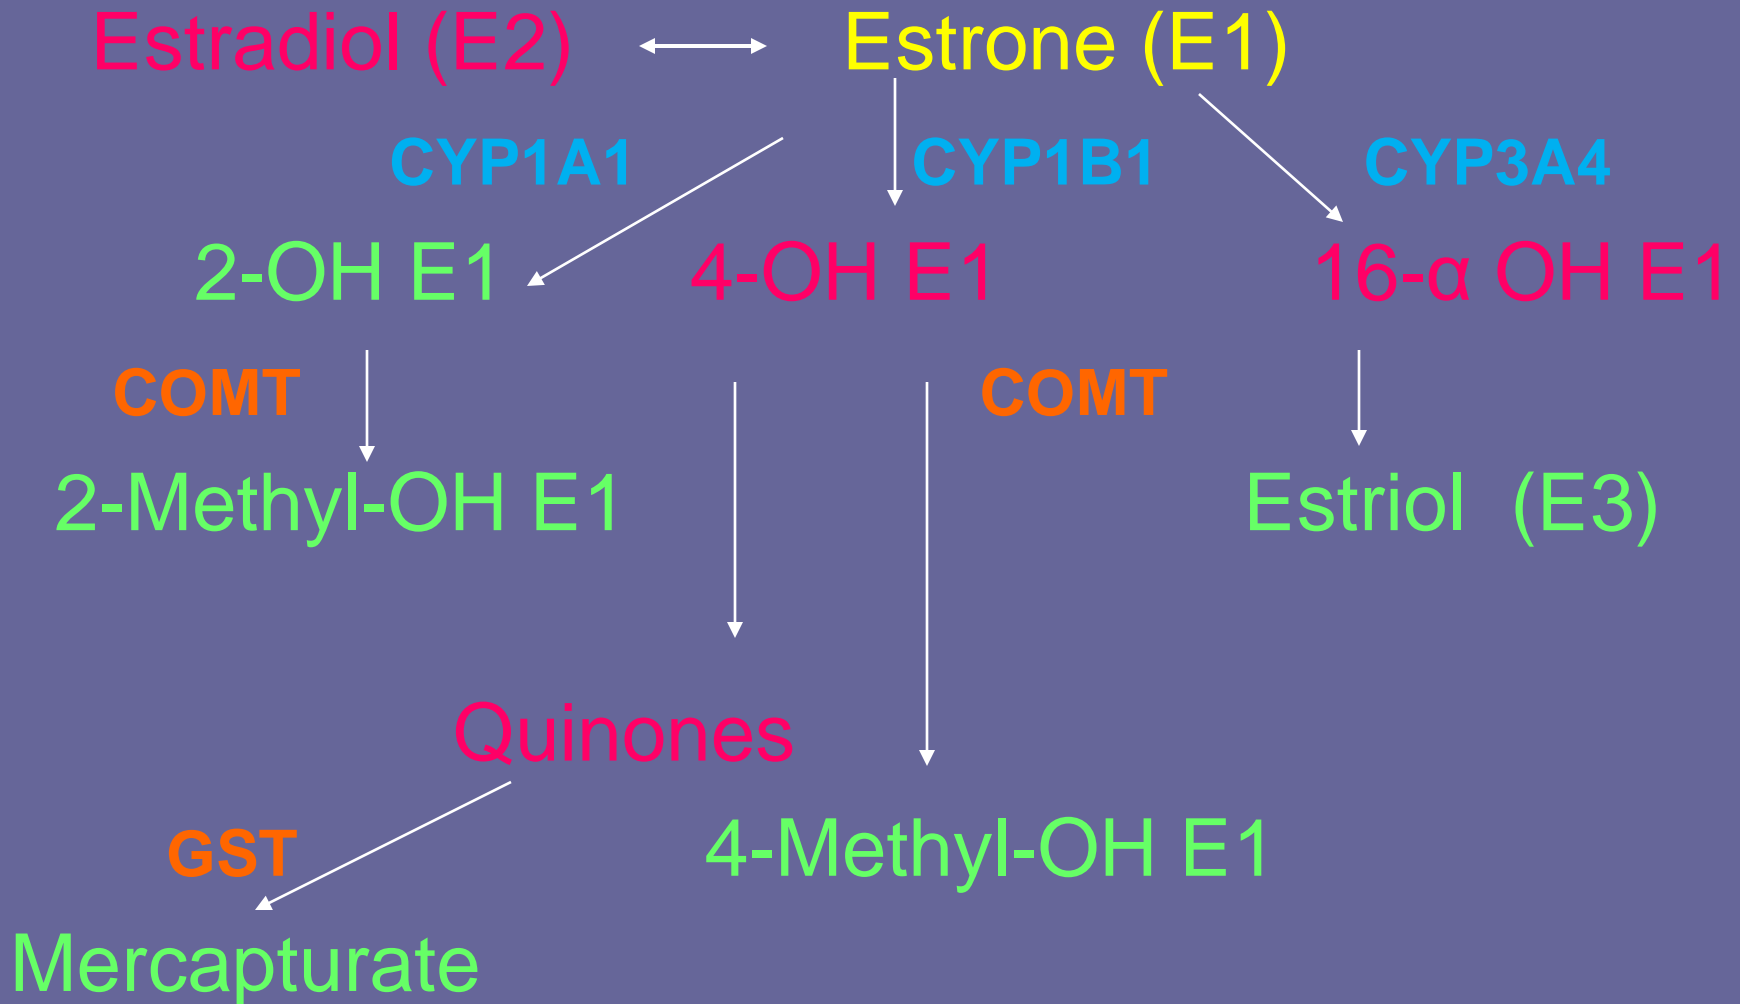 Estradiol (E2) Estrone (E1)
CYP1A1 CYP1B1 CYP3A4
2-OH E1 4-OH E1 16-α OH E1
COMT COMT
2-Methyl-OH E1 Estriol (E3)
Quinones
GST 4-Methyl-OH E1
Mercapturate